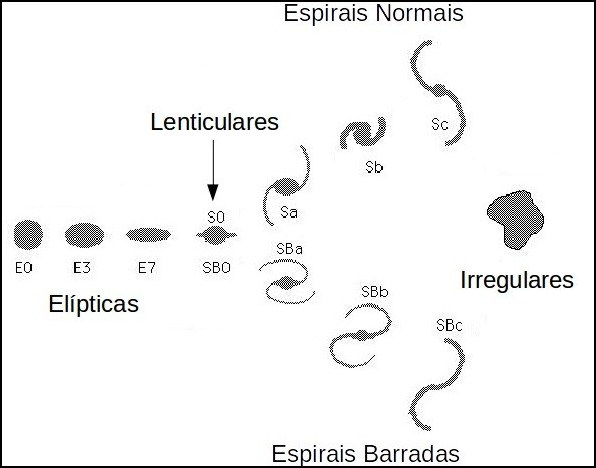 Espirais Normais
Sc
Lenticulares
Sb
S0
Sa
SBa
E0 E3 E7 SB0
Irregulares
Elípticas
SBb
SBc
Espirais Barradas